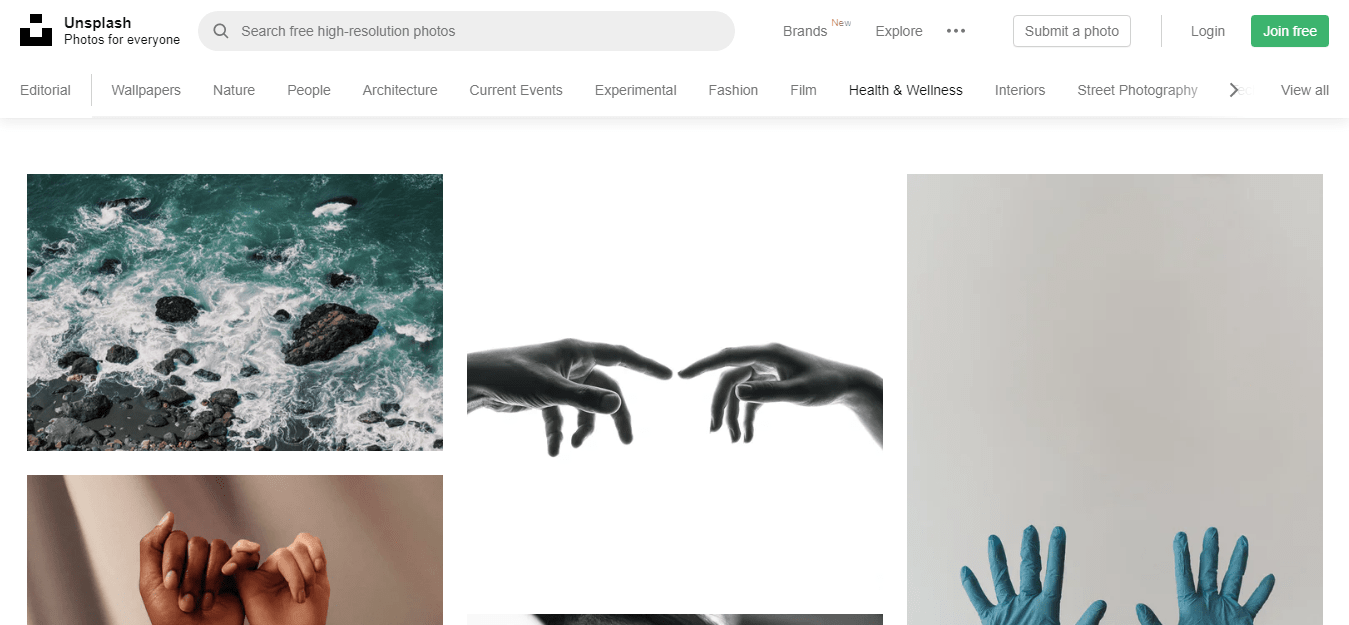 Unsplash
Photos for everyone
Search free high-resolution photos
Brands New
Explore
Submit a photo
Login
Join free
Editorial
Wallpapers
Nature
People
Architecture
Current Events
Experimental
Fashion
Film
Health & Wellness
Interiors
Street Photography
View all